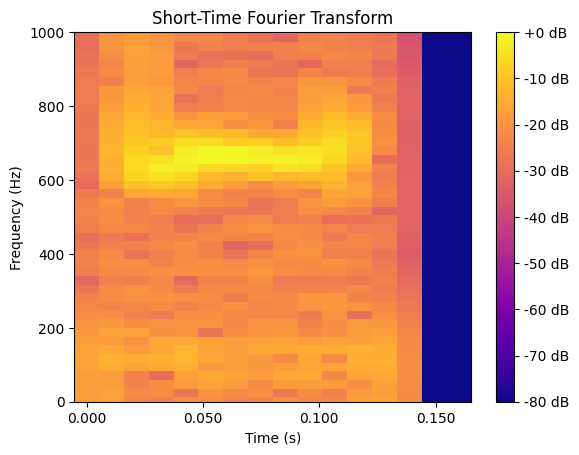 Short-Time Fourier Transform
1000
800
600
400
200
0
Frequency (Hz)
0.000
0.050
0.100
0.150
Time (s)
+0 dB
-10 dB
-20 dB
-30 dB
-40 dB
-50 dB
-60 dB
-70 dB
-80 dB